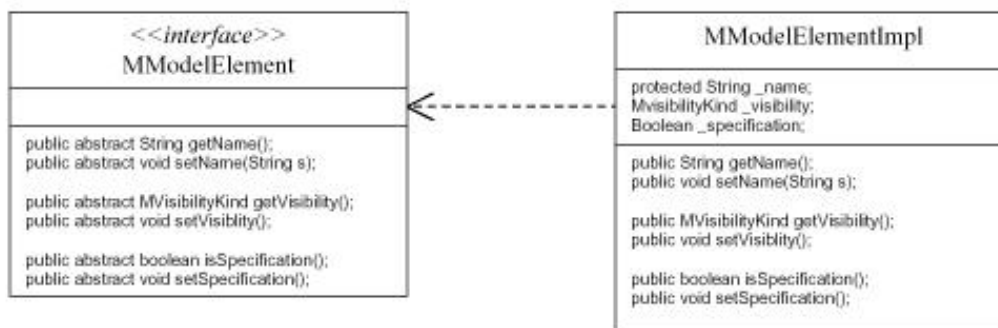 <<interface>>
MModelElement
public abstract String getName();
public abstract void setName(String s);
public abstract MVisibilityKind getVisibility();
public abstract void setVisiblity();
public abstract boolean isSpecification();
public abstract void setSpecification();
MModelElementImpl
protected String _name;
MvisibilityKind _visibility;
Boolean _specification;
public String getName();
public void setName(String s);
public MVisibilityKind getVisibility();
public void setVisiblity();
public boolean isSpecification();
public void setSpecification();